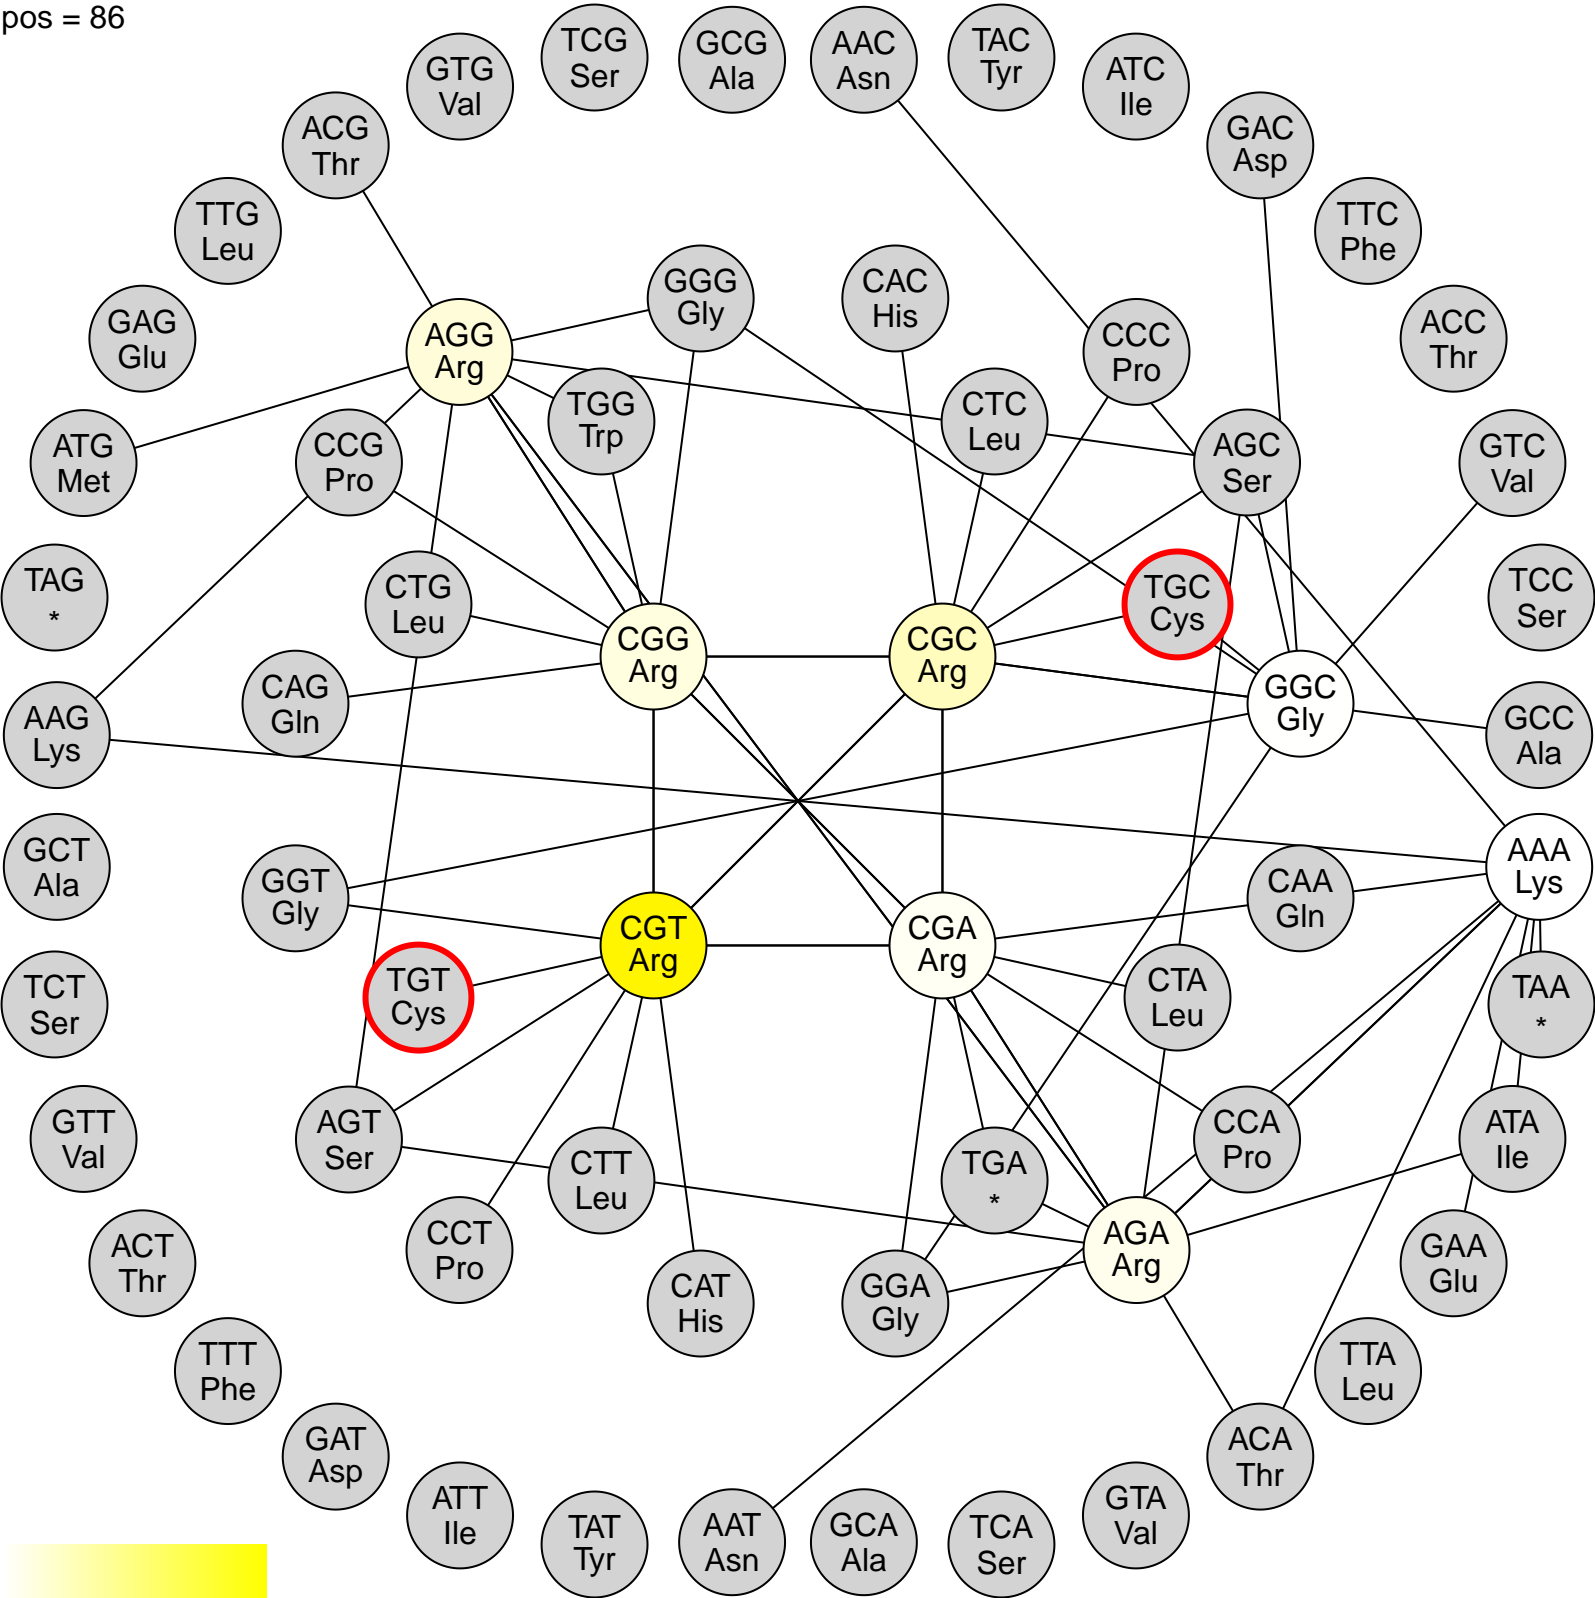 pos = 86
TCG
Ser
GCG
Ala
AAC
Asn
TAC
Tyr
GTG
Val
ATC
Ile
ACG
Thr
GAC
Asp
TTG
Leu
TTC
Phe
GGG
Gly
CAC
His
GAG
Glu
ACC
Thr
AGG
Arg
CCC
Pro
TGG
Trp
CTC
Leu
ATG
Met
CCG
Pro
AGC
Ser
GTC
Val
TAG
*
TCC
Ser
CTG
Leu
TGC
Cys
CGG
Arg
CGC
Arg
CAG
Gln
GGC
Gly
AAG
Lys
GCC
Ala
GCT
Ala
AAA
Lys
GGT
Gly
CAA
Gln
CGT
Arg
CGA
Arg
TGT
Cys
CTA
Leu
TCT
Ser
TAA
*
GTT
Val
AGT
Ser
CCA
Pro
ATA
Ile
CTT
Leu
TGA
*
CCT
Pro
AGA
Arg
ACT
Thr
GAA
Glu
CAT
His
GGA
Gly
TTT
Phe
TTA
Leu
GAT
Asp
ACA
Thr
ATT
Ile
GTA
Val
TAT
Tyr
AAT
Asn
GCA
Ala
TCA
Ser